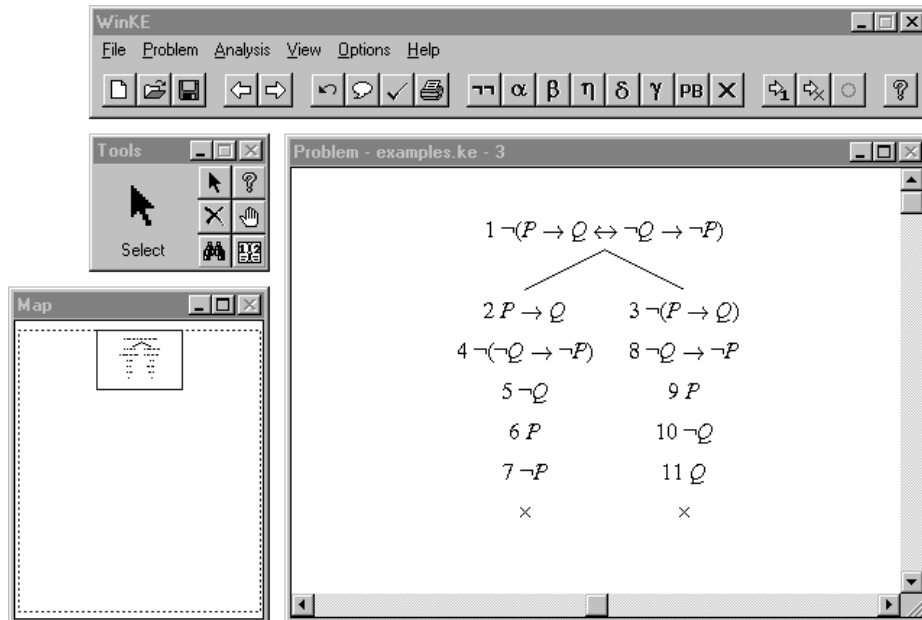 WinKE
File Problem Analysis View Options Help
¬¬ α β η δ γ PB X 1 x ?
Tools
Select
Problem - examples.ke - 3
1 ¬(P → Q ↔ ¬Q → ¬P)
2 P → Q 3 ¬(P → Q)
4 ¬(¬Q → ¬P) 8 ¬Q → ¬P
5 ¬Q 9 P
6 P 10 ¬Q
7 ¬P 11 Q
× ×
Map